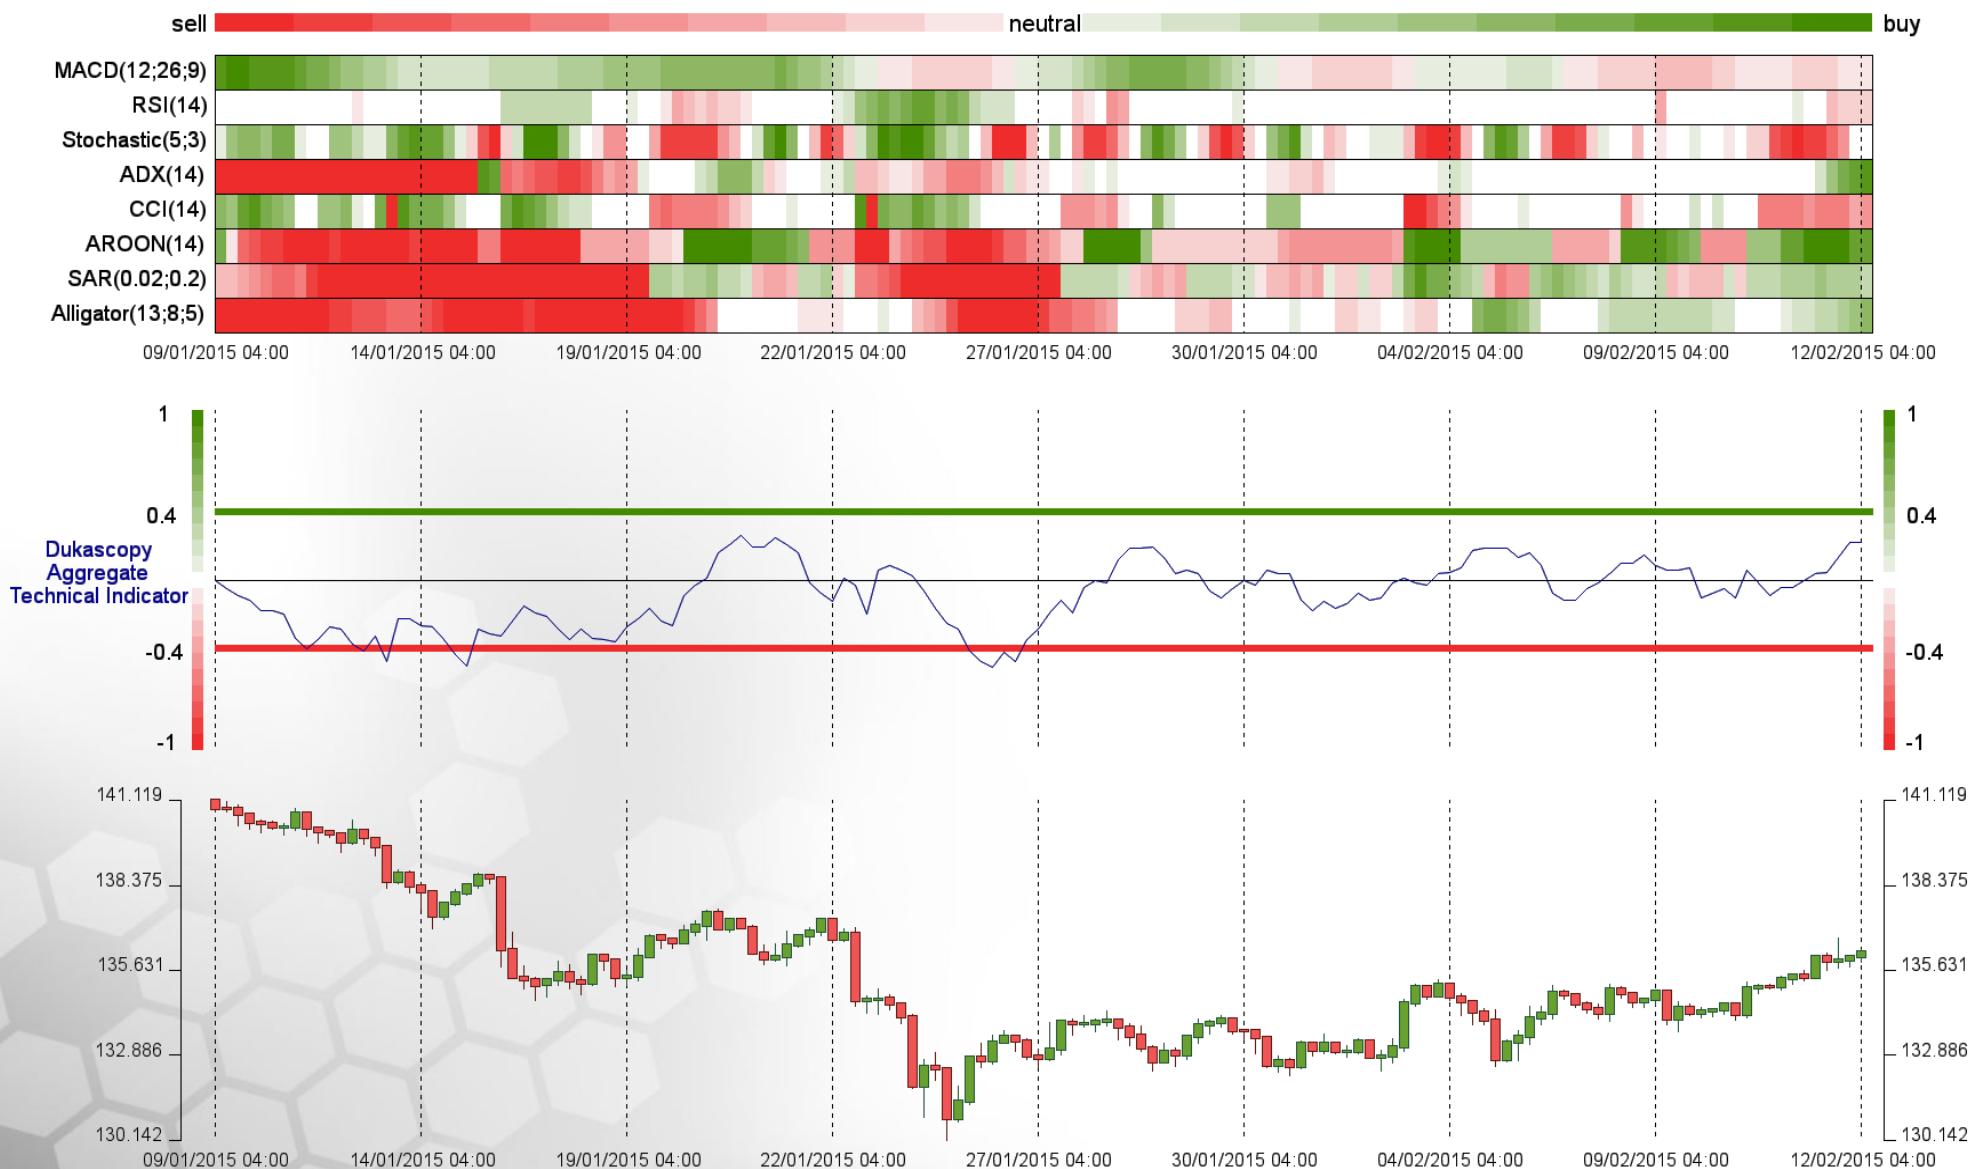 sell neutral buy
MACD(12;26;9)
RSI(14)
Stochastic(5;3)
ADX(14)
CCI(14)
AROON(14)
SAR(0.02;0.2)
Alligator(13;8;5)
09/01/2015 04:00 14/01/2015 04:00 19/01/2015 04:00 22/01/2015 04:00 27/01/2015 04:00 30/01/2015 04:00 04/02/2015 04:00 09/02/2015 04:00 12/02/2015 04:00
1 1
0.4 0.4
Dukascopy
Aggregate
Technical Indicator
-0.4 -0.4
-1 -1
141.119 141.119
138.375 138.375
135.631 135.631
132.886 132.886
130.142 130.142
09/01/2015 04:00 14/01/2015 04:00 19/01/2015 04:00 22/01/2015 04:00 27/01/2015 04:00 30/01/2015 04:00 04/02/2015 04:00 09/02/2015 04:00 12/02/2015 04:00